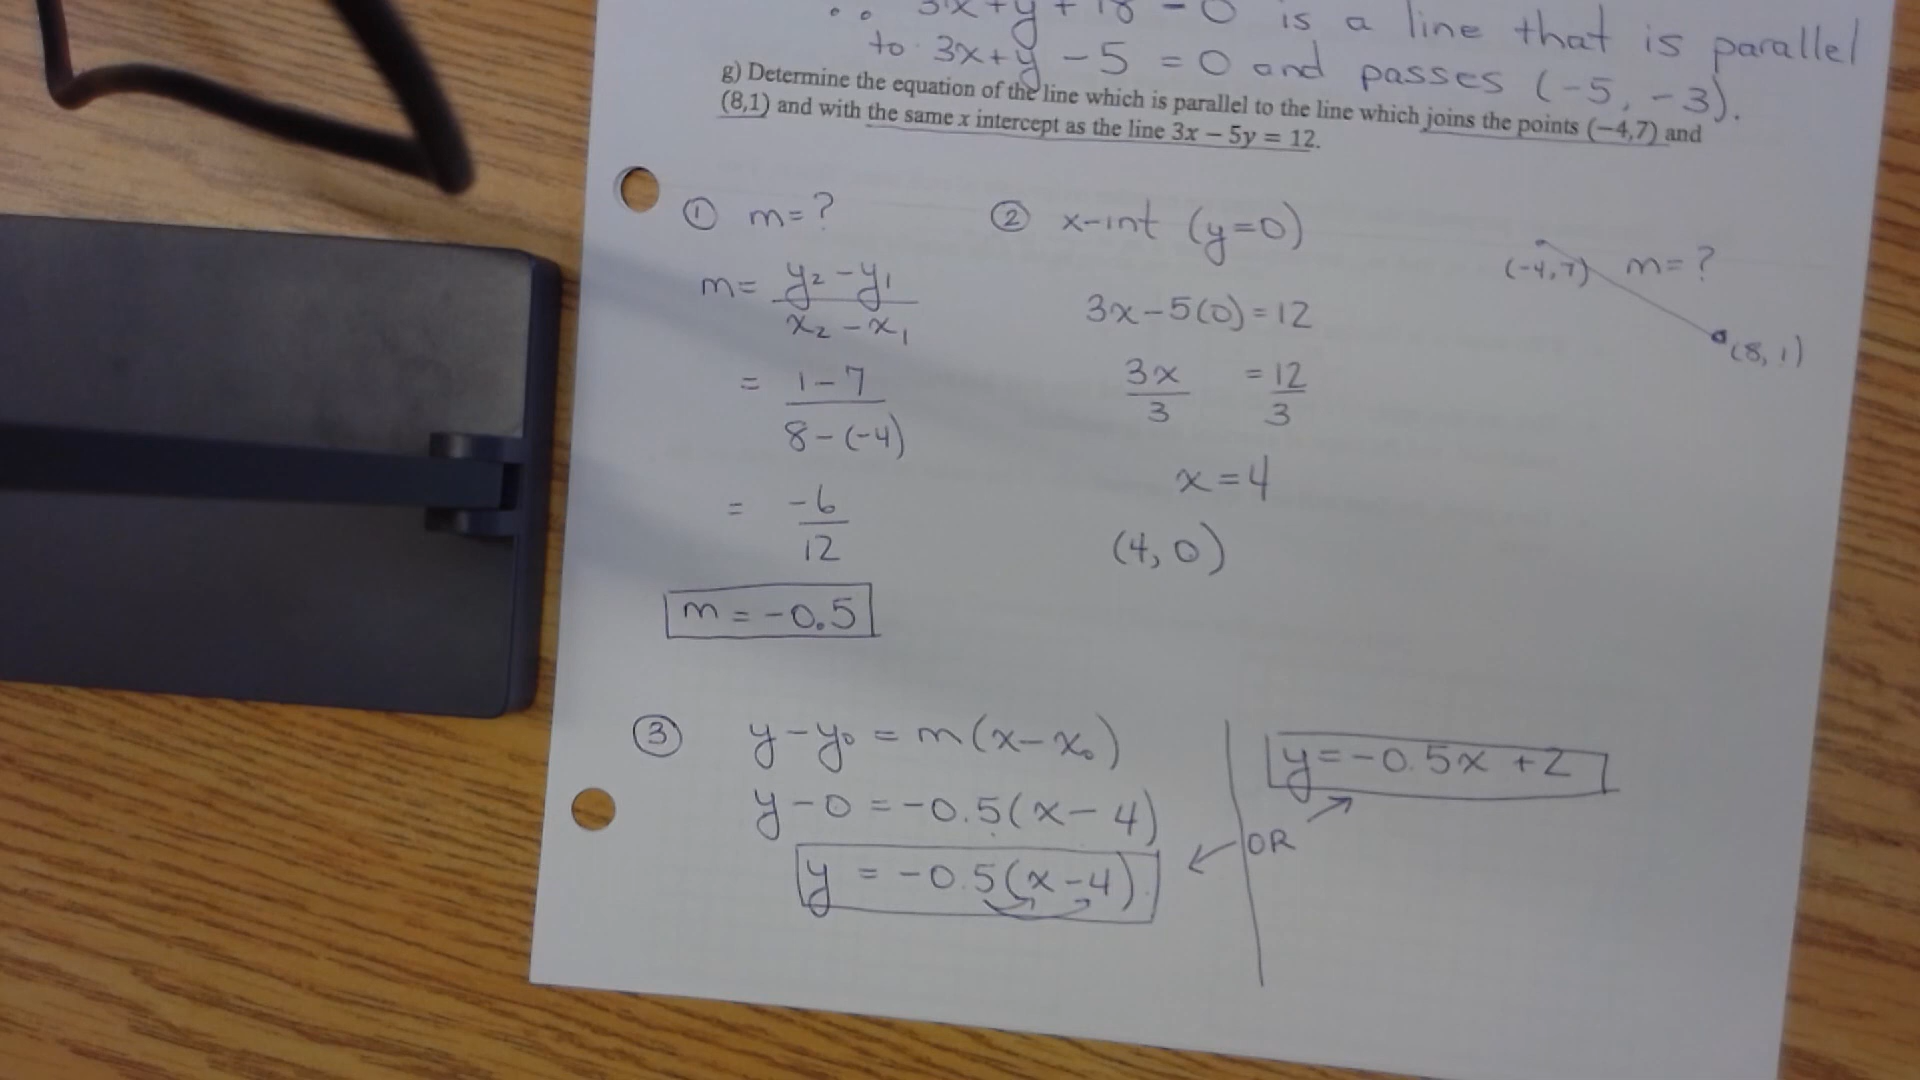 ∴ 3x+y+18=0 is a line that is parallel
to 3x+y-5=0 and passes (-5,-3).
g) Determine the equation of the line which is parallel to the line which joins the points (−4,7) and
(8,1) and with the same x intercept as the line 3x − 5y = 12.
① m=?
② x-int (y=0)
(-4,7) m=?
(8,1)
m= y₂-y₁
x₂-x₁
= 1-7
8-(-4)
= -6
12
m=-0.5
3x-5(0)=12
3x =12
3 3
x=4
(4,0)
③ y-y₀=m(x-x₀)
y-0=-0.5(x-4)
y=-0.5(x-4)
OR
y=-0.5x+2